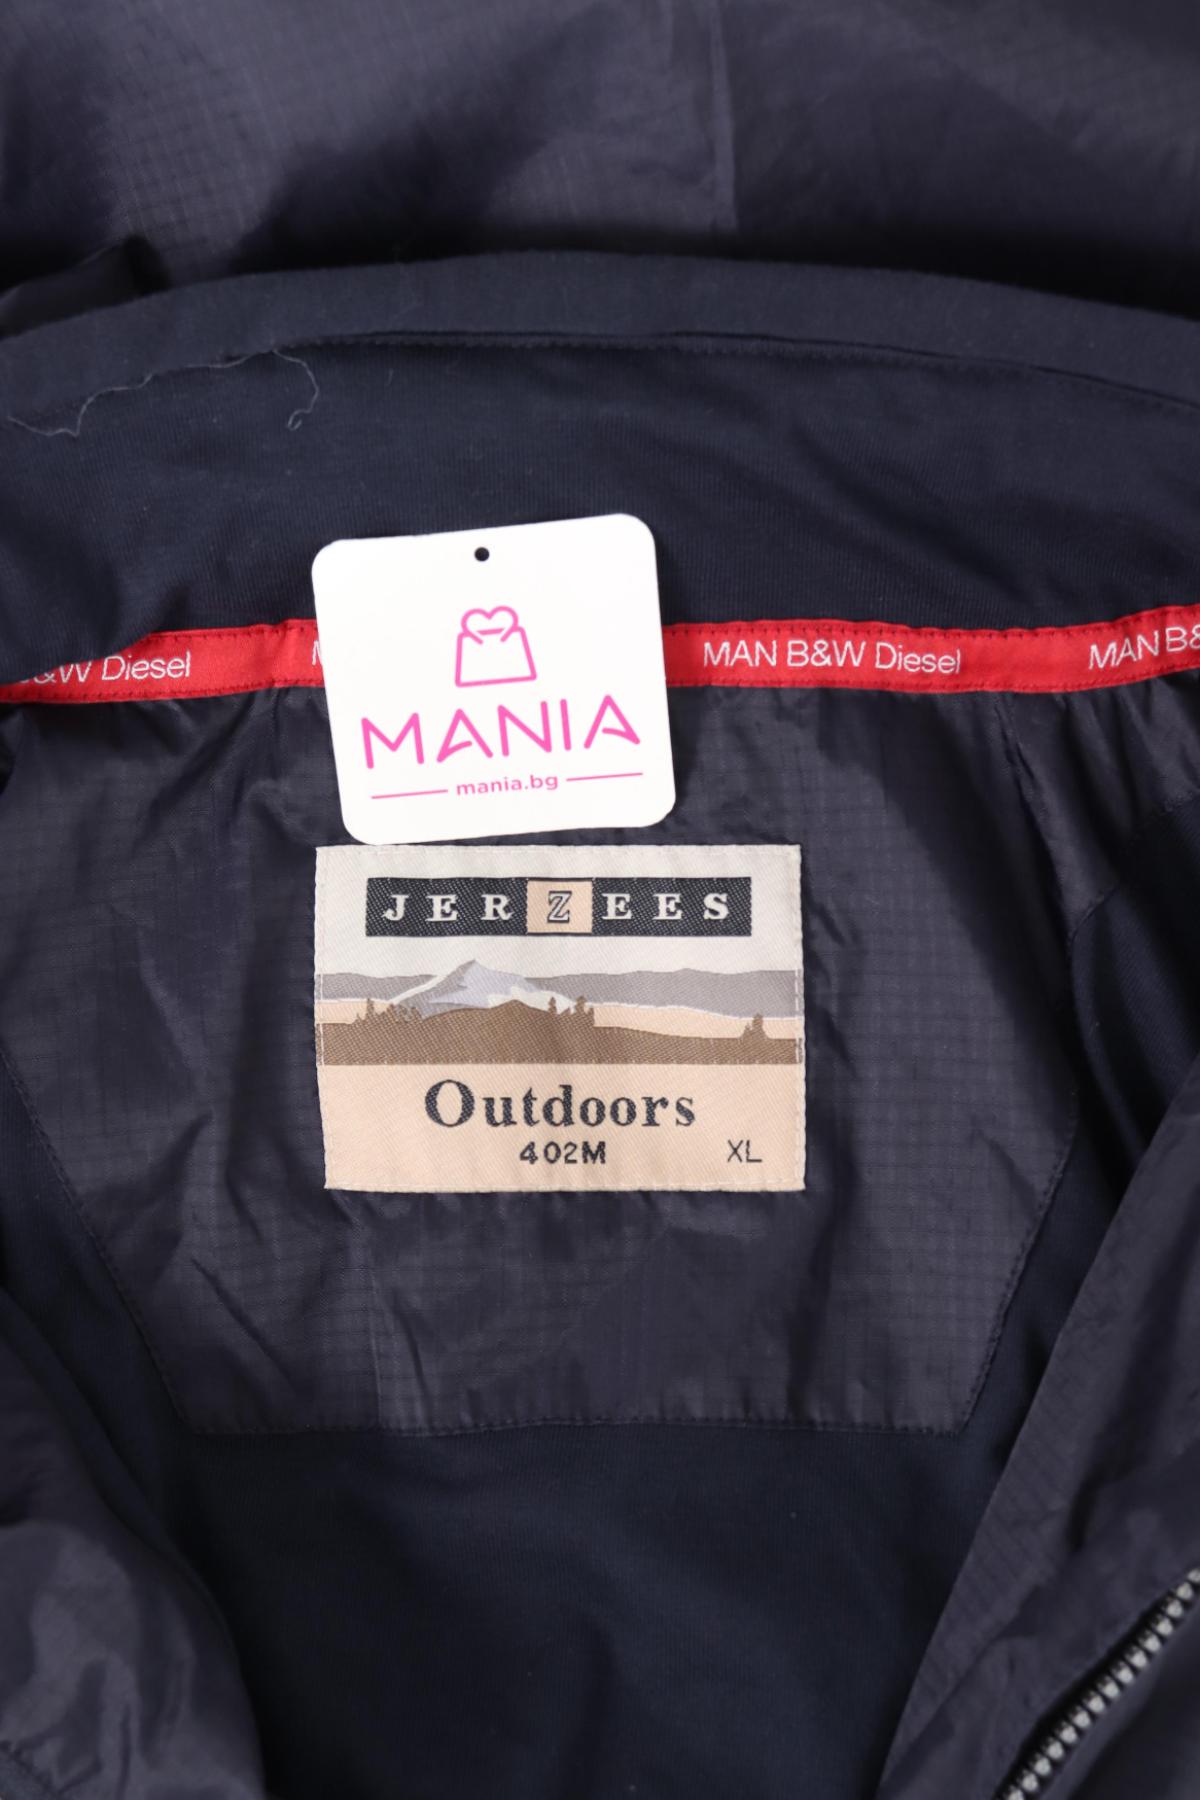 &W Diesel
MAN B&W Diesel
MAN B&
MANIA
mania.bg
JERZEES
Outdoors
402M XL